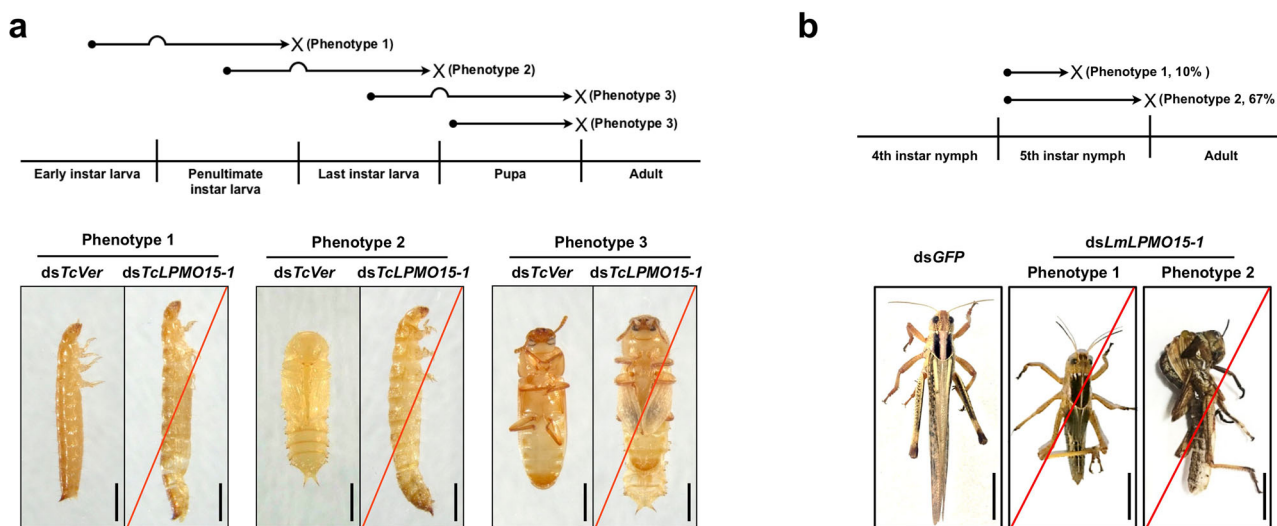 a
X (Phenotype 1)
X (Phenotype 2)
X (Phenotype 3)
X (Phenotype 3)
Early instar larva
Penultimate
instar larva
Last instar larva
Pupa
Adult
Phenotype 1
dsTcVer dsTcLPMO15-1
Phenotype 2
dsTcVer dsTcLPMO15-1
Phenotype 3
dsTcVer dsTcLPMO15-1
b
X (Phenotype 1, 10% )
X (Phenotype 2, 67%
4th instar nymph
5th instar nymph
Adult
dsGFP
dsLmLPMO15-1
Phenotype 1 Phenotype 2